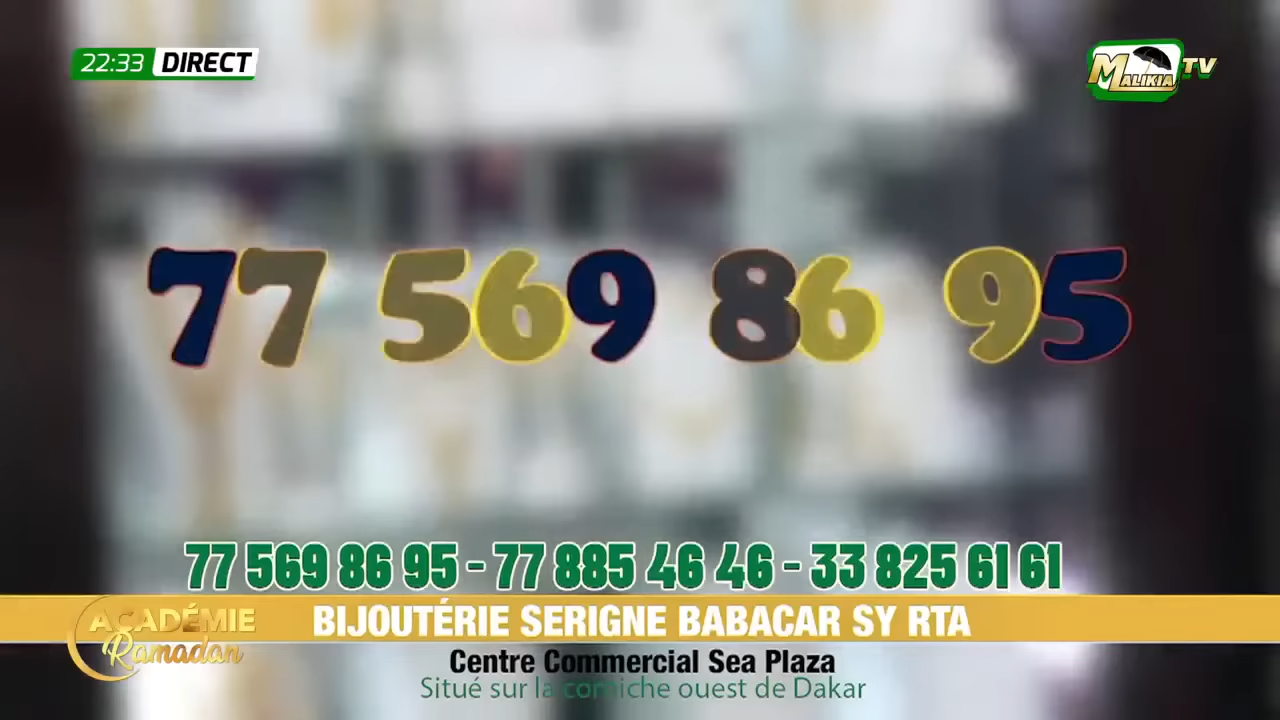 22:33 DIRECT
MALIKIA TV
77 569 86 95
77 569 86 95 - 77 885 46 46 - 33 825 61 61
ACADÉMIE
Ramadan
BIJOUTÉRIE SERIGNE BABACAR SY RTA
Centre Commercial Sea Plaza
Situé sur la corniche ouest de Dakar